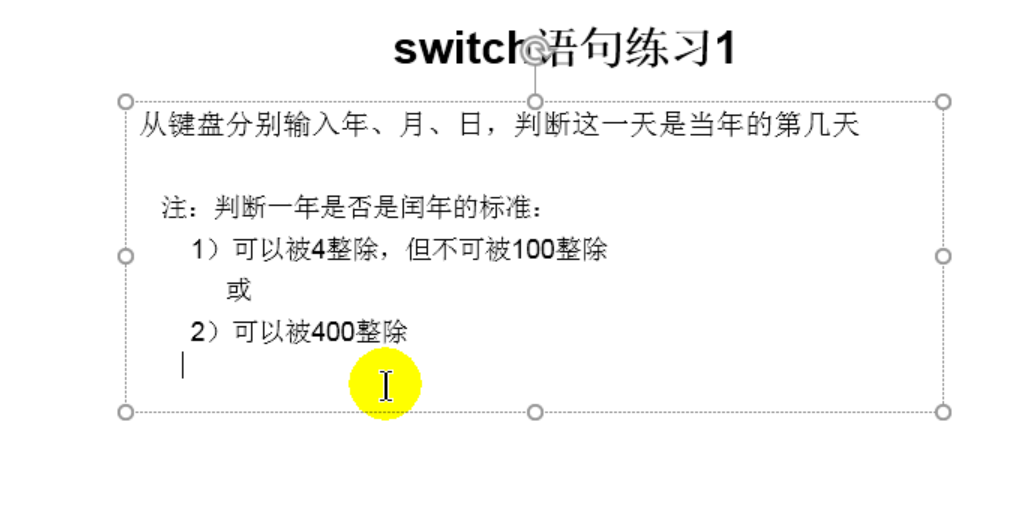 switch语句练习1
从键盘分别输入年、月、日，判断这一天是当年的第几天
注：判断一年是否是闰年的标准：
1）可以被4整除，但不可被100整除
或
2）可以被400整除